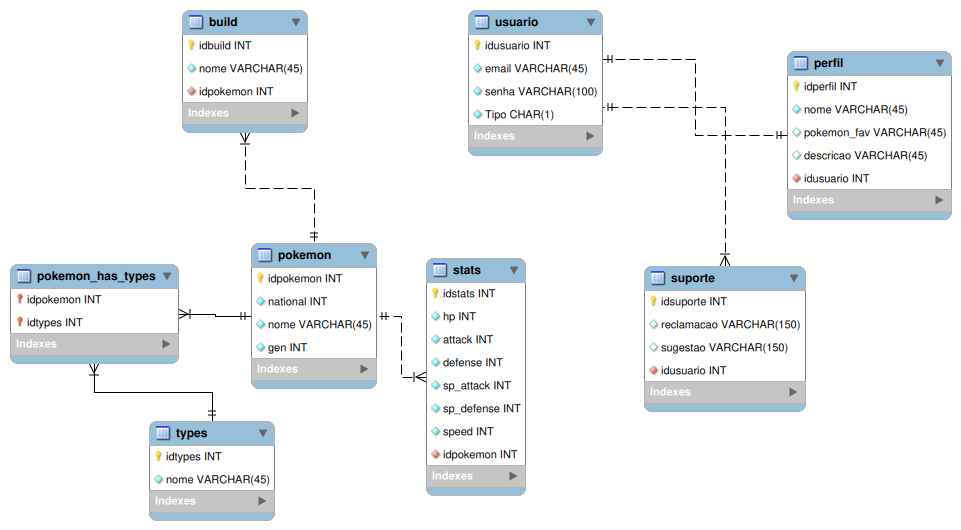 build
idbuild INT
nome VARCHAR(45)
idpokemon INT
Indexes
usuario
idusuario INT
email VARCHAR(45)
senha VARCHAR(100)
Tipo CHAR(1)
Indexes
perfil
idperfil INT
nome VARCHAR(45)
pokemon_fav VARCHAR(45)
descricao VARCHAR(45)
idusuario INT
Indexes
pokemon_has_types
idpokemon INT
idtypes INT
Indexes
pokemon
idpokemon INT
national INT
nome VARCHAR(45)
gen INT
Indexes
stats
idstats INT
hp INT
attack INT
defense INT
sp_attack INT
sp_defense INT
speed INT
idpokemon INT
Indexes
suporte
idsuporte INT
reclamacao VARCHAR(150)
sugestao VARCHAR(150)
idusuario INT
Indexes
types
idtypes INT
nome VARCHAR(45)
Indexes